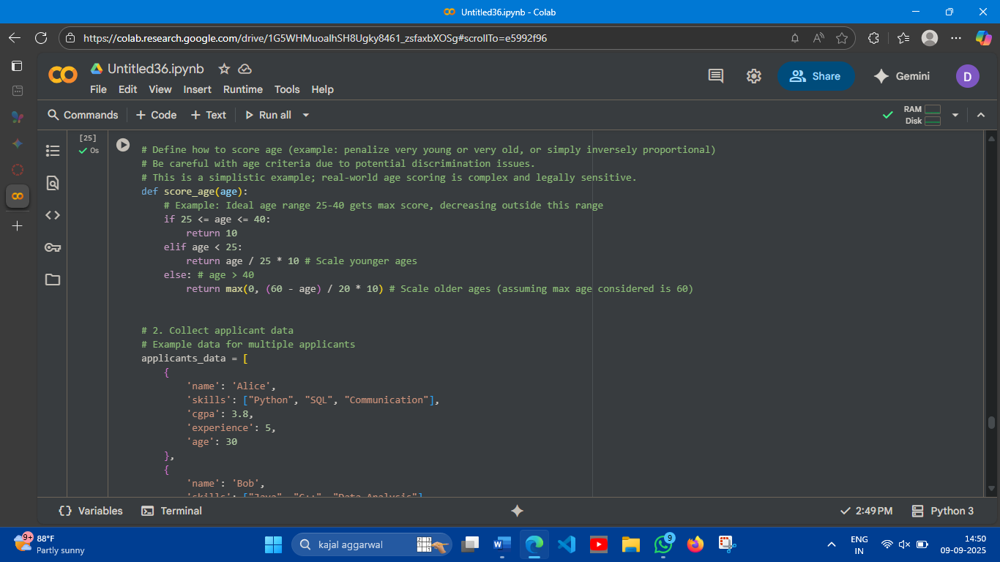 Untitled36.ipynb - Colab
https://colab.research.google.com/drive/1G5WHMuoaIhSH8Ugky8461_zsfaxbXOSg#scrollTo=e5992f96
Untitled36.ipynb
File Edit View Insert Runtime Tools Help
Share
Gemini
D
Commands + Code + Text Run all
RAM
Disk
[25]
0s
# Define how to score age (example: penalize very young or very old, or simply inversely proportional)
# Be careful with age criteria due to potential discrimination issues.
# This is a simplistic example; real-world age scoring is complex and legally sensitive.
def score_age(age):
    # Example: Ideal age range 25-40 gets max score, decreasing outside this range
    if 25 <= age <= 40:
        return 10
    elif age < 25:
        return age / 25 * 10 # Scale younger ages
    else: # age > 40
        return max(0, (60 - age) / 20 * 10) # Scale older ages (assuming max age considered is 60)
# 2. Collect applicant data
# Example data for multiple applicants
applicants_data = [
    {
        'name': 'Alice',
        'skills': ["Python", "SQL", "Communication"],
        'cgpa': 3.8,
        'experience': 5,
        'age': 30
    },
    {
        'name': 'Bob',
        'skills': ["Java", "C++", "Data Analysis"]
Variables Terminal
2:49 PM Python 3
9+
88°F
Partly sunny
kajal aggarwal
9
ENG
IN
14:50
09-09-2025